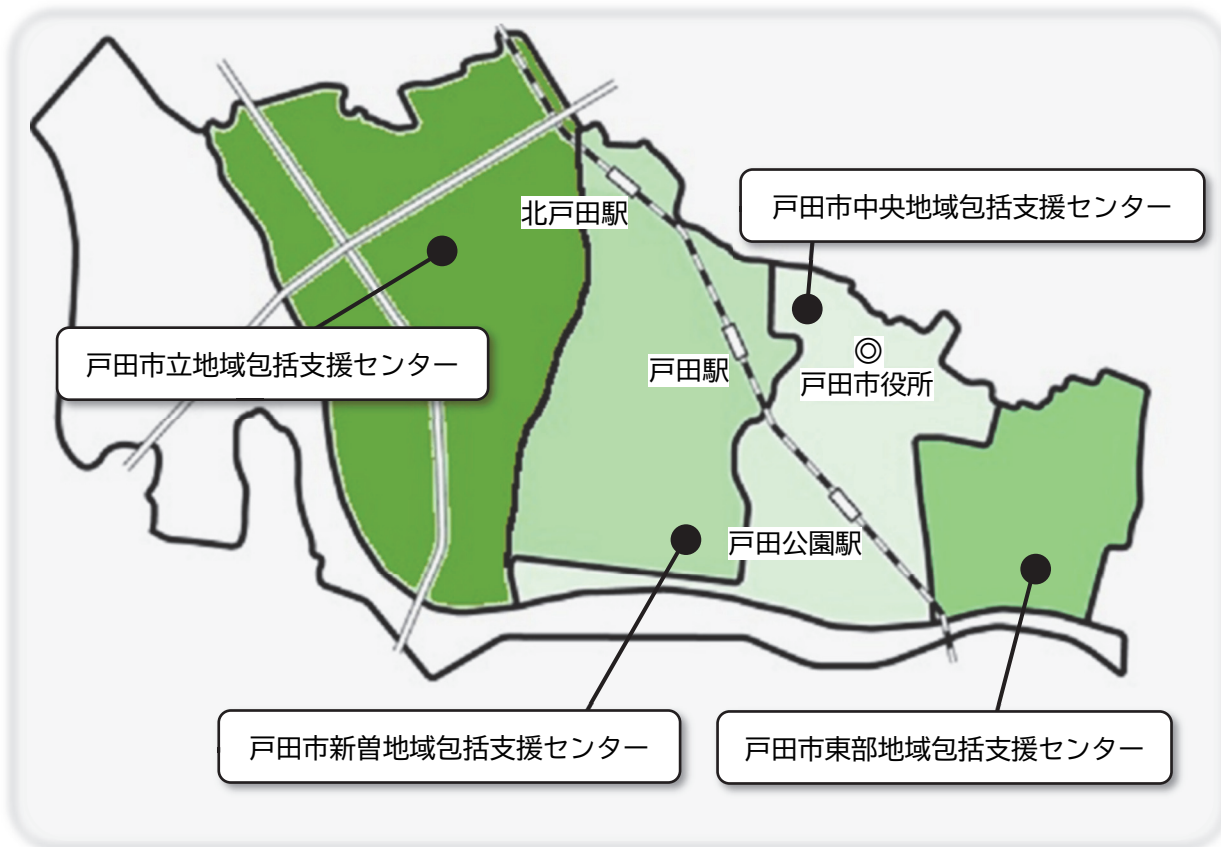 北戸田駅
戸田市中央地域包括支援センター
戸田市立地域包括支援センター
戸田駅
◎
戸田市役所
戸田公園駅
戸田市新曽地域包括支援センター
戸田市東部地域包括支援センター